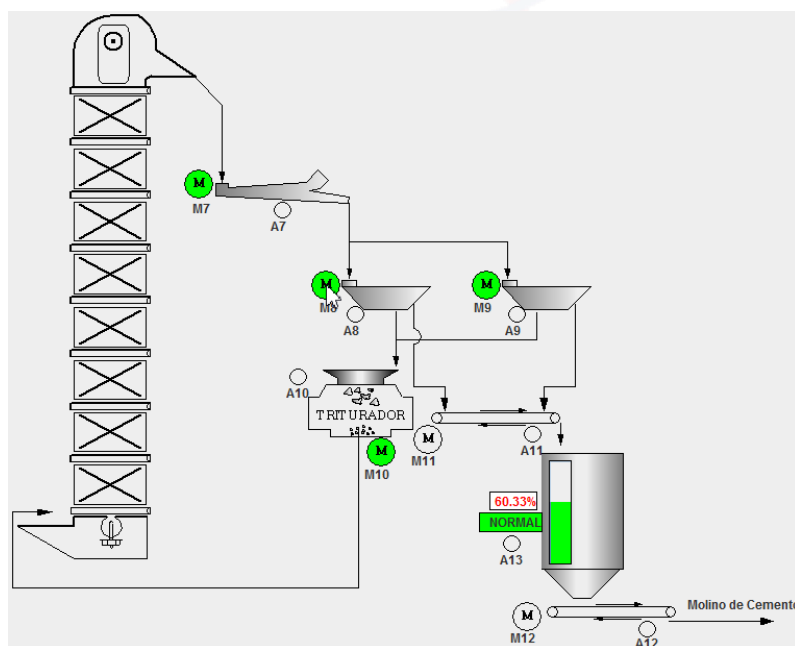 M
M7
A7
M
M8
A8
M
M9
A9
A10
TRITURADOR
M
M10
M
M11
A11
60.33%
NORMAL
A13
M
M12
A12
Molino de Cemento